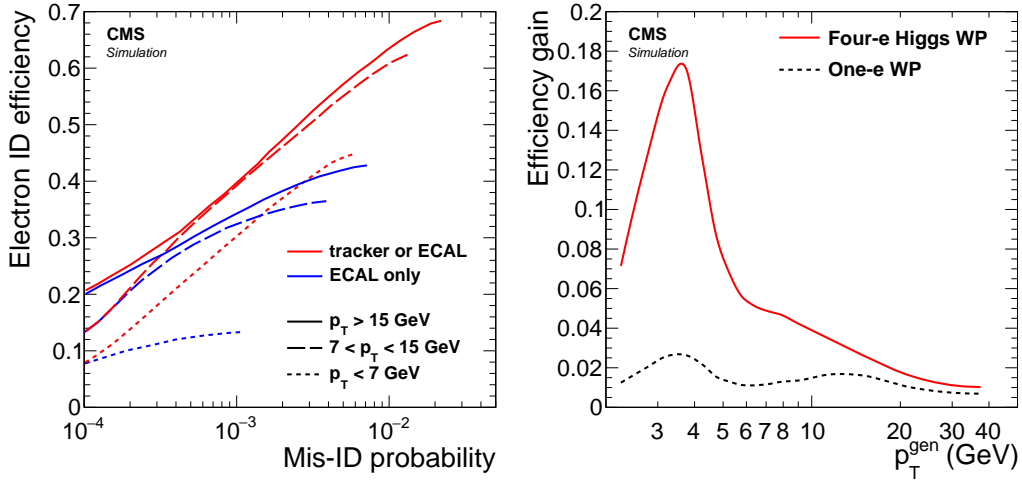 CMS
Simulation
Electron ID efficiency
0.7
0.6
0.5
0.4
0.3
0.2
0.1
0
tracker or ECAL
ECAL only
p_T > 15 GeV
7 < p_T < 15 GeV
p_T < 7 GeV
10⁻⁴ 10⁻³ 10⁻²
Mis-ID probability
CMS
Simulation
Efficiency gain
0.2
0.18
0.16
0.14
0.12
0.1
0.08
0.06
0.04
0.02
0
Four-e Higgs WP
One-e WP
3 4 5 6 7 8 10 20 30 40
p_T^gen (GeV)